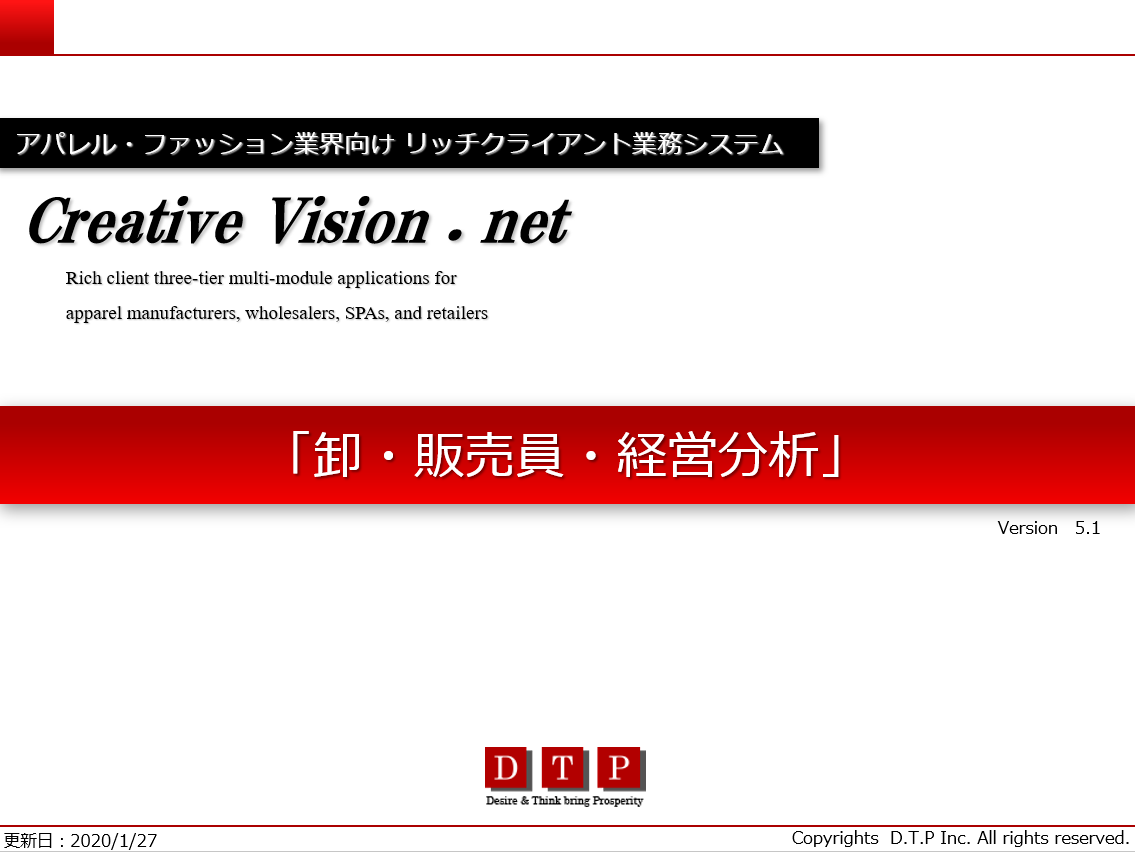 アパレル・ファッション業界向け リッチクライアント業務システム
Creative Vision . net
Rich client three-tier multi-module applications for
apparel manufacturers, wholesalers, SPAs, and retailers
「卸・販売員・経営分析」
Version 5.1
D T P
Desire & Think bring Prosperity
更新日：2020/1/27
Copyrights D.T.P Inc. All rights reserved.